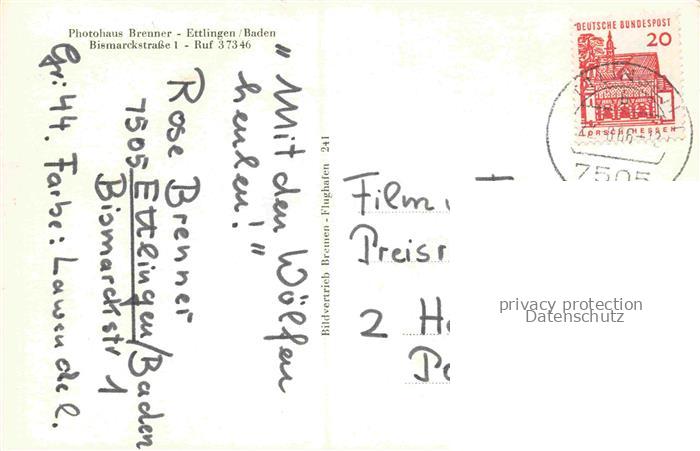 Photohaus Brenner - Ettlingen/Baden
Bismarckstraße 1 - Ruf 37346
„Mit den Wölfen
heulen!"
Rose Brenner
7505 Ettlingen/Baden
Bismarckstr 1
Gr: 44. Farbe: Lavendel.
Bildvertrieb Bremen - Flughafen 241
DEUTSCHE BUNDESPOST
20
LORSCH/HESSEN
7505
Film
Preis
2 H
privacy protection
Datenschutz